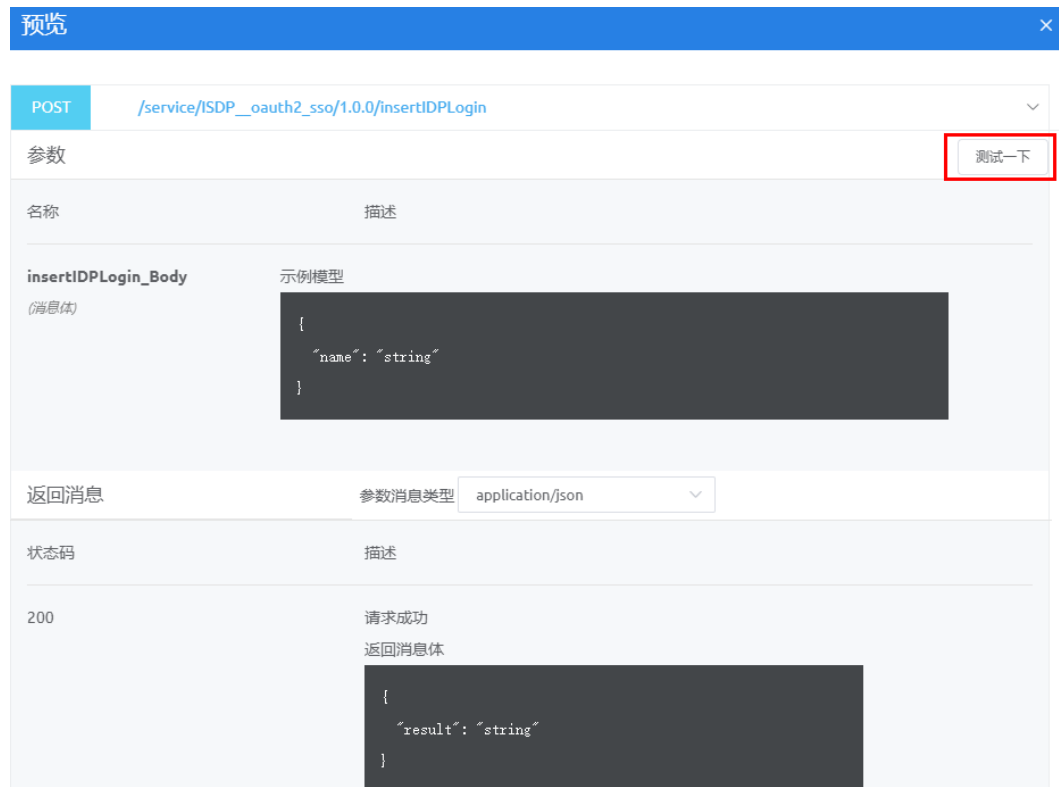 预览
POST /service/ISDP__oauth2_sso/1.0.0/insertIDPLogin
参数 测试一下
名称 描述
insertIDPLogin_Body 示例模型
(消息体)
{
"name": "string"
}
返回消息 参数消息类型 application/json
状态码 描述
200 请求成功
返回消息体
{
"result": "string"
}